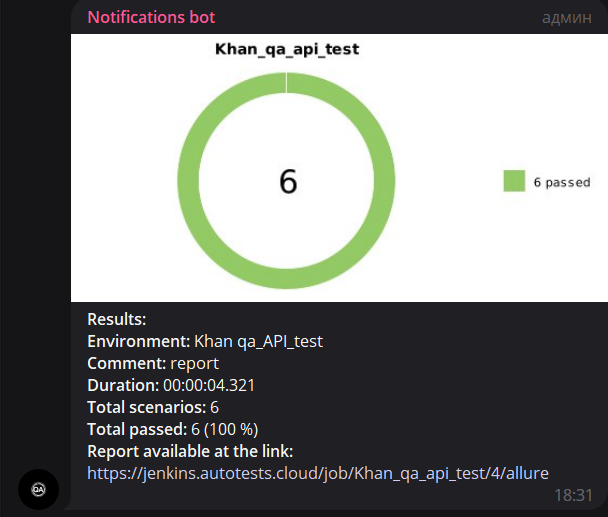 Notifications bot админ
Khan_qa_api_test
6
6 passed
Results:
Environment: Khan qa_API_test
Comment: report
Duration: 00:00:04.321
Total scenarios: 6
Total passed: 6 (100 %)
Report available at the link:
https://jenkins.autotests.cloud/job/Khan_qa_api_test/4/allure
QA
18:31